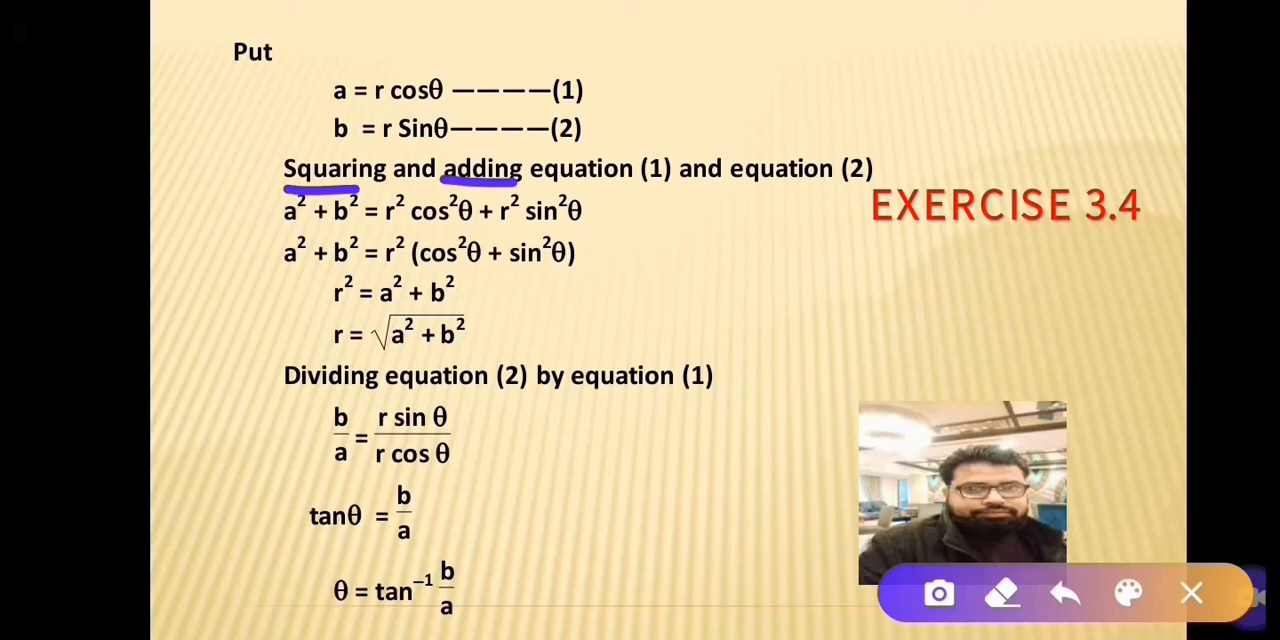 Put
a = r cosθ ————(1)
b = r Sinθ————(2)
Squaring and adding equation (1) and equation (2)
a² + b² = r² cos²θ + r² sin²θ
EXERCISE 3.4
a² + b² = r² (cos²θ + sin²θ)
r² = a² + b²
r = √(a² + b²)
Dividing equation (2) by equation (1)
b/a = r sin θ/r cos θ
tanθ = b/a
θ = tan⁻¹ b/a